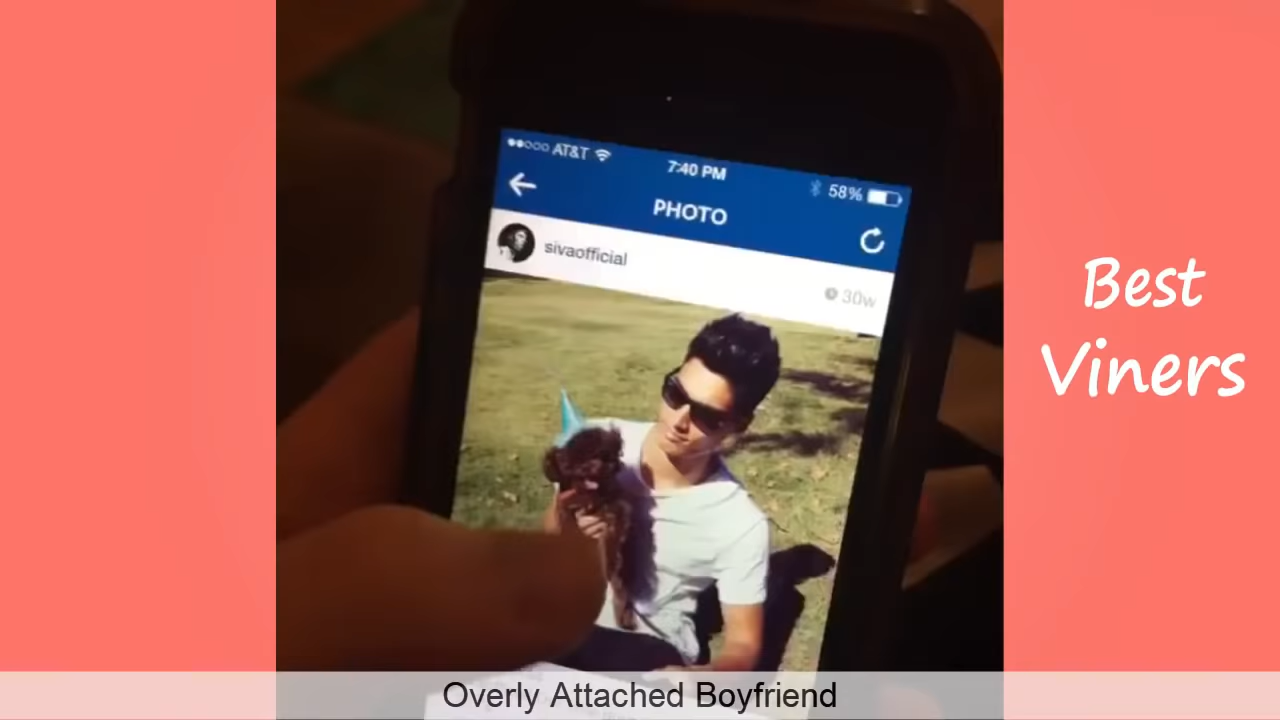 ●●○○○ AT&T 7:40 PM 58%
PHOTO
sivaofficial
30w
Best
Viners
Overly Attached Boyfriend